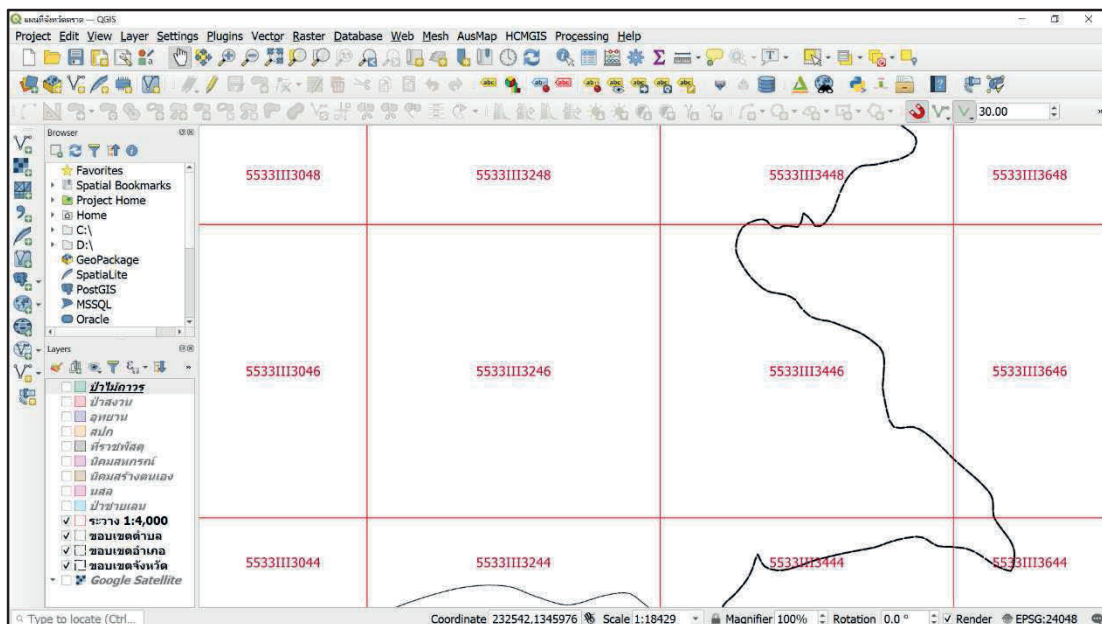 แผนที่จังหวัดตราด — QGIS
Project Edit View Layer Settings Plugins Vector Raster Database Web Mesh AusMap HCMGIS Processing Help
30.00
Browser
Favorites
Spatial Bookmarks
Project Home
Home
C:\
D:\
GeoPackage
SpatiaLite
PostGIS
MSSQL
Oracle
Layers
ป่าไม้ถาวร
ป่าสงวน
อุทยาน
สปก
ที่ราชพัสดุ
นิคมสหกรณ์
นิคมสร้างตนเอง
นสล
ป่าชายเลน
ระวาง 1:4,000
ขอบเขตตำบล
ขอบเขตอำเภอ
ขอบเขตจังหวัด
Google Satellite
5533III3048 5533III3248 5533III3448 5533III3648
5533III3046 5533III3246 5533III3446 5533III3646
5533III3044 5533III3244 5533III3444 5533III3644
Type to locate (Ctrl... Coordinate 232542,1345976 Scale 1:18429 Magnifier 100% Rotation 0.0 ° Render EPSG:24048